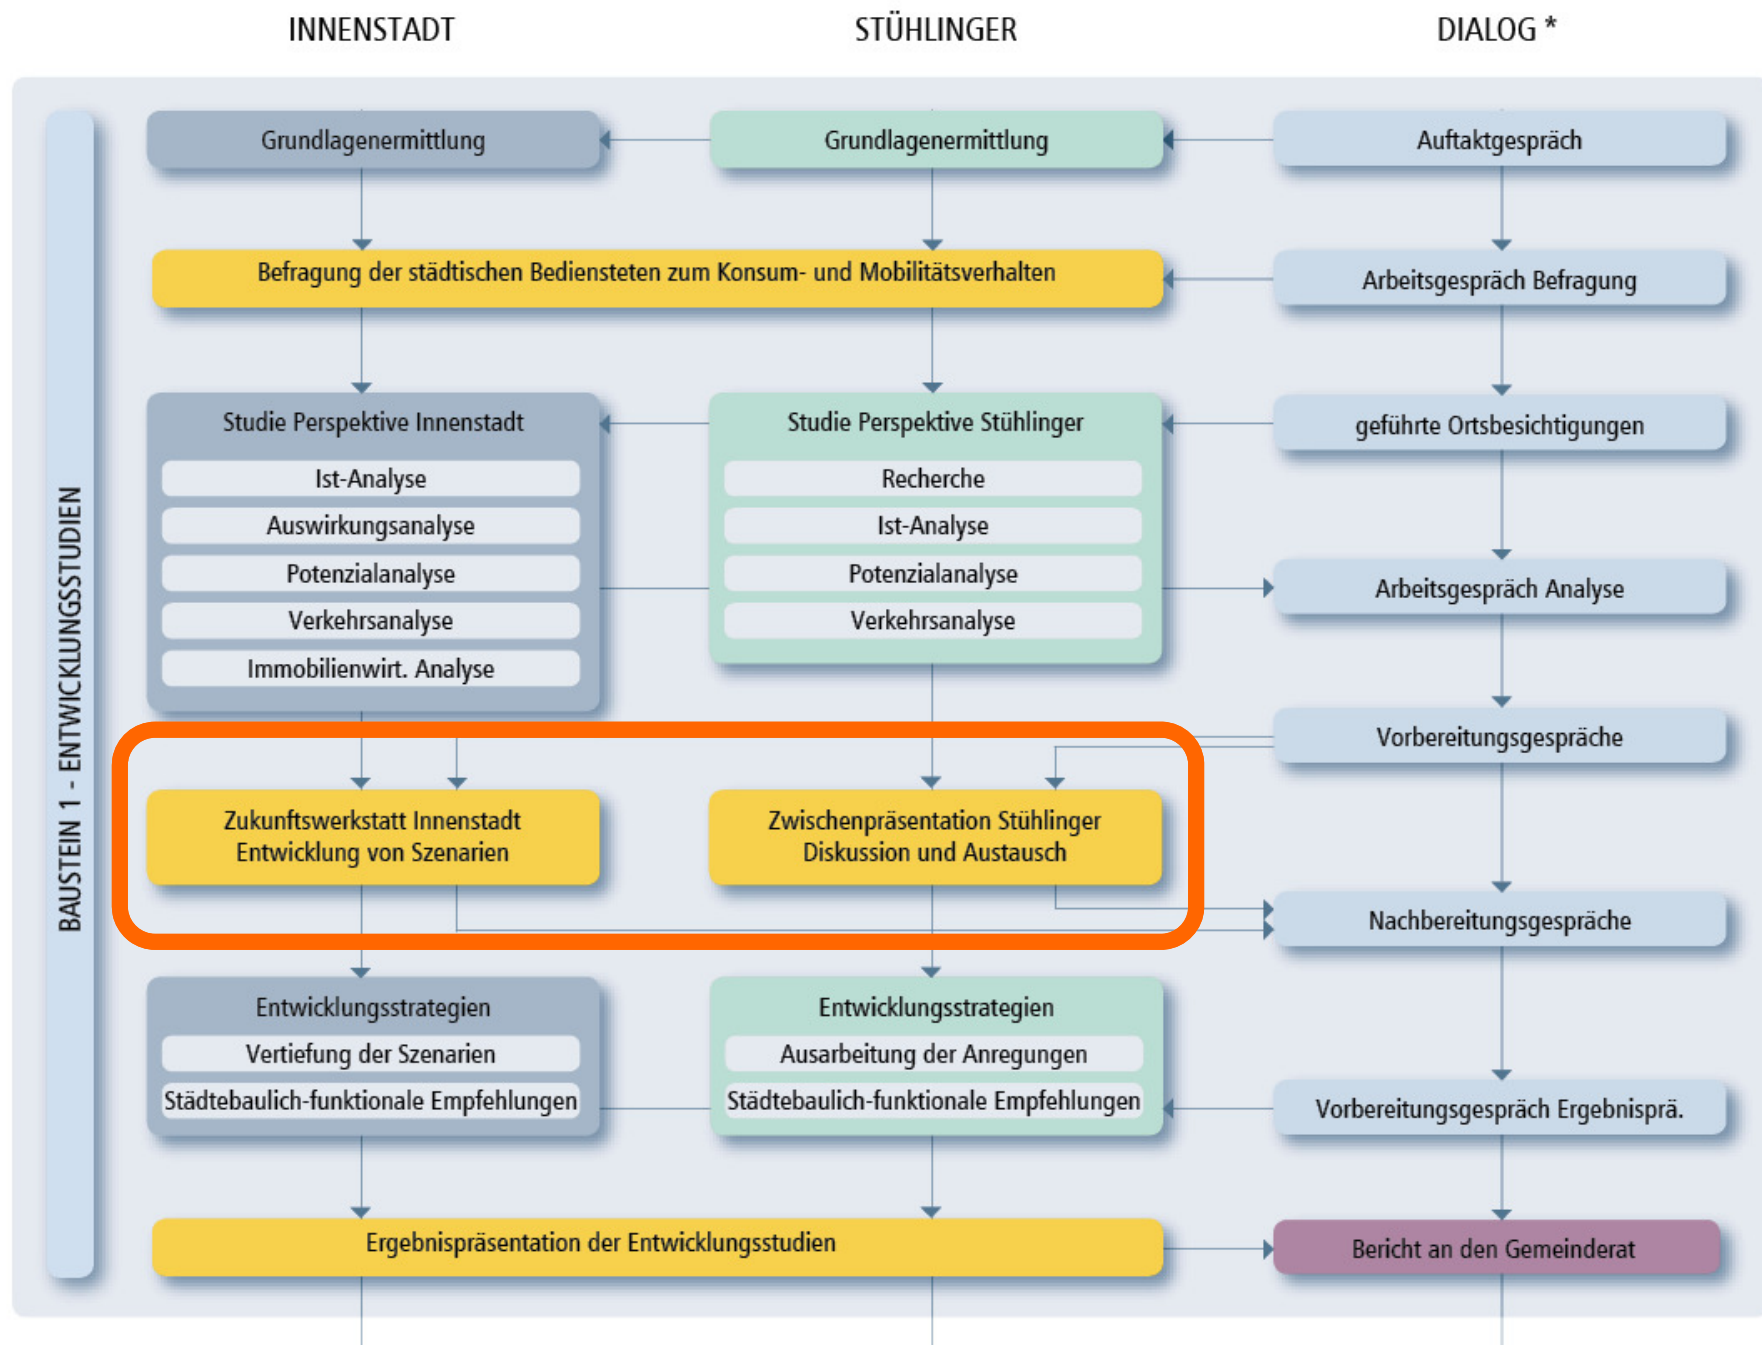 INNENSTADT
STÜHLINGER
DIALOG *
BAUSTEIN 1 - ENTWICKLUNGSSTUDIEN
Grundlagenermittlung
Grundlagenermittlung
Auftaktgespräch
Befragung der städtischen Bediensteten zum Konsum- und Mobilitätsverhalten
Arbeitsgespräch Befragung
Studie Perspektive Innenstadt
Ist-Analyse
Auswirkungsanalyse
Potenzialanalyse
Verkehrsanalyse
Immobilienwirt. Analyse
Studie Perspektive Stühlinger
Recherche
Ist-Analyse
Potenzialanalyse
Verkehrsanalyse
geführte Ortsbesichtigungen
Arbeitsgespräch Analyse
Vorbereitungsgespräche
Zukunftswerkstatt Innenstadt
Entwicklung von Szenarien
Zwischenpräsentation Stühlinger
Diskussion und Austausch
Nachbereitungsgespräche
Entwicklungsstrategien
Vertiefung der Szenarien
Städtebaulich-funktionale Empfehlungen
Entwicklungsstrategien
Ausarbeitung der Anregungen
Städtebaulich-funktionale Empfehlungen
Vorbereitungsgespräch Ergebnisprä.
Ergebnispräsentation der Entwicklungsstudien
Bericht an den Gemeinderat